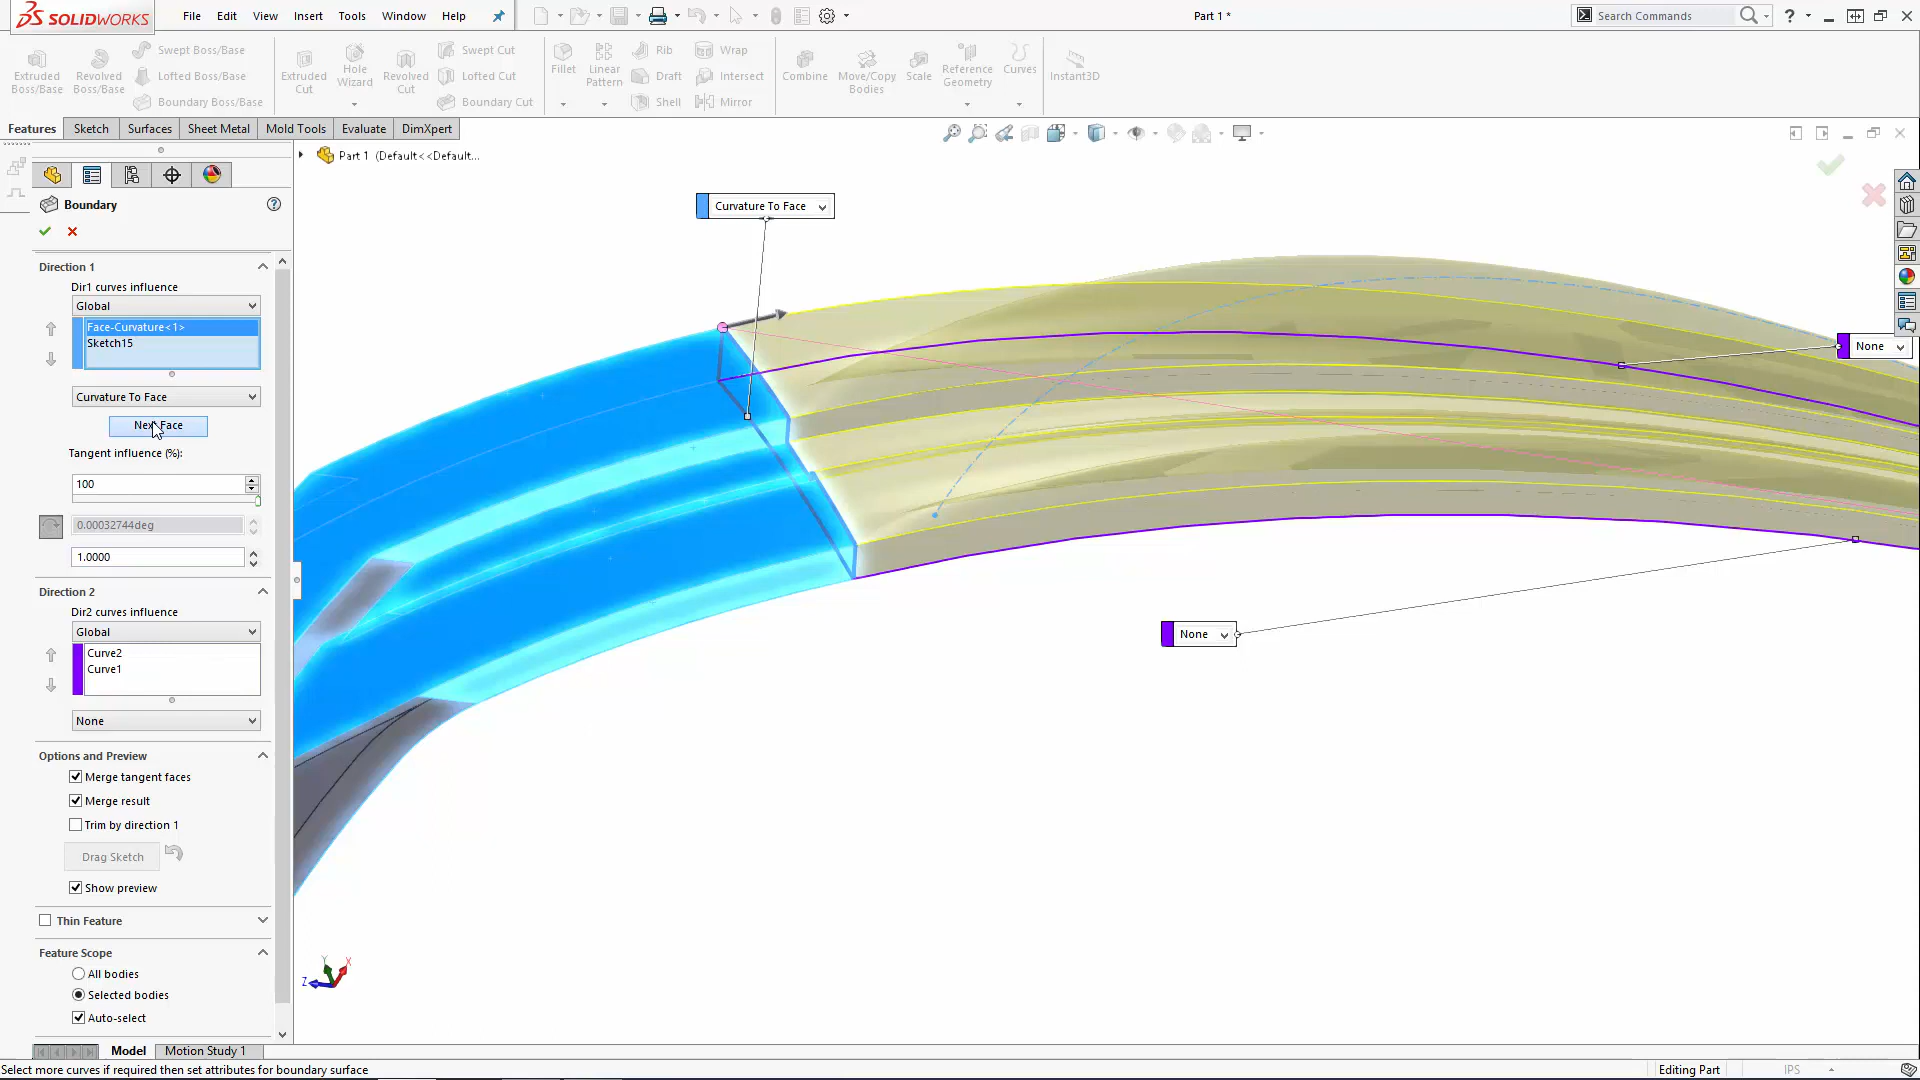 SOLIDWORKS
File Edit View Insert Tools Window Help
Part 1 *
Search Commands
Extruded Boss/Base
Revolved Boss/Base
Swept Boss/Base
Lofted Boss/Base
Boundary Boss/Base
Extruded Cut
Hole Wizard
Revolved Cut
Swept Cut
Lofted Cut
Boundary Cut
Fillet
Linear Pattern
Rib
Draft
Shell
Wrap
Intersect
Mirror
Combine
Move/Copy Bodies
Scale
Reference Geometry
Curves
Instant3D
Features Sketch Surfaces Sheet Metal Mold Tools Evaluate DimXpert
Part 1 (Default<<Default...
Boundary
Direction 1
Dir1 curves influence
Global
Face-Curvature<1>
Sketch15
Curvature To Face
Next Face
Tangent influence (%):
100
0.00032744deg
1.0000
Direction 2
Dir2 curves influence
Global
Curve2
Curve1
None
Options and Preview
Merge tangent faces
Merge result
Trim by direction 1
Drag Sketch
Show preview
Thin Feature
Feature Scope
All bodies
Selected bodies
Auto-select
Curvature To Face
None
None
Y
X
Z
Model Motion Study 1
Select more curves if required then set attributes for boundary surface
Editing Part
IPS